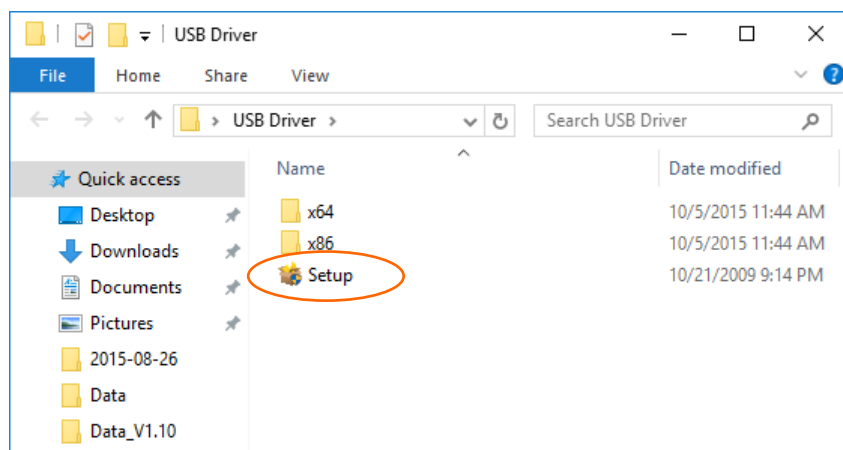 USB Driver
File Home Share View
USB Driver Search USB Driver
Name Date modified
Quick access
Desktop
Downloads
Documents
Pictures
2015-08-26
Data
Data_V1.10
x64 10/5/2015 11:44 AM
x86 10/5/2015 11:44 AM
Setup 10/21/2009 9:14 PM